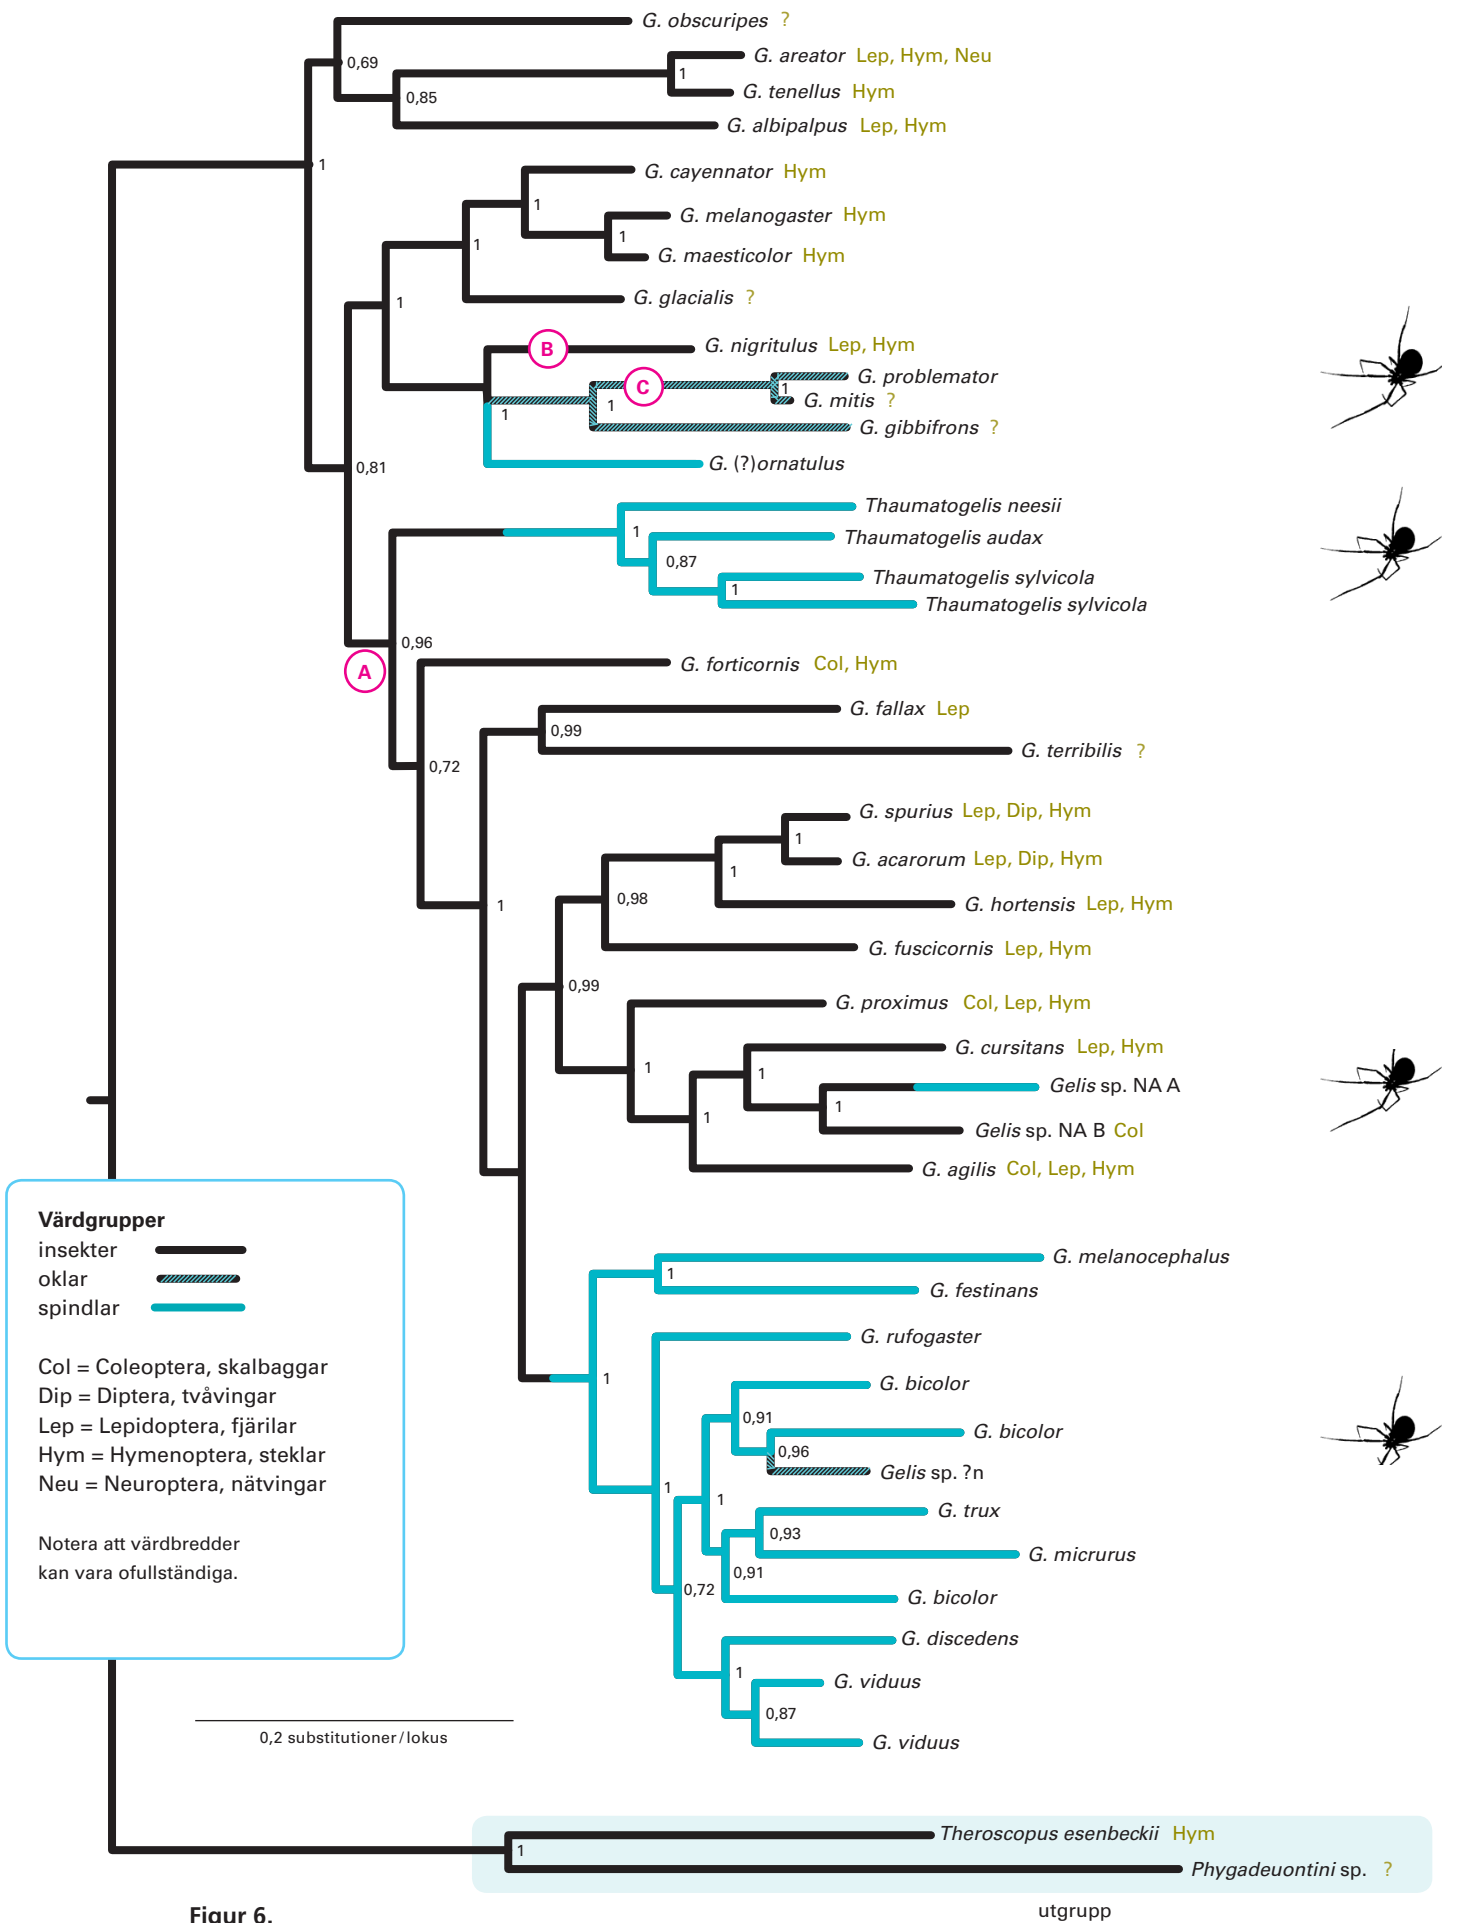 G. obscuripes ?
0,69
G. areator Lep, Hym, Neu
1
G. tenellus Hym
0,85
G. albipalpus Lep, Hym
1
G. cayennator Hym
1
G. melanogaster Hym
1
G. maesticolor Hym
1
G. glacialis ?
1
G. nigritulus Lep, Hym
B
G. problemator
C
1
G. mitis ?
1
1
G. gibbifrons ?
G. (?)ornatulus
0,81
Thaumatogelis neesii
1
Thaumatogelis audax
0,87
Thaumatogelis sylvicola
1
Thaumatogelis sylvicola
0,96
A
G. forticornis Col, Hym
G. fallax Lep
0,99
G. terribilis ?
0,72
G. spurius Lep, Dip, Hym
1
G. acarorum Lep, Dip, Hym
1
0,98
G. hortensis Lep, Hym
1
G. fuscicornis Lep, Hym
0,99
G. proximus Col, Lep, Hym
G. cursitans Lep, Hym
1
1
Gelis sp. NA A
1
1
Gelis sp. NA B Col
G. agilis Col, Lep, Hym
Värdgrupper
insekter
oklar
spindlar
Col = Coleoptera, skalbaggar
Dip = Diptera, tvåvingar
Lep = Lepidoptera, fjärilar
Hym = Hymenoptera, steklar
Neu = Neuroptera, nätvingar
Notera att värdbredder
kan vara ofullständiga.
G. melanocephalus
1
G. festinans
G. rufogaster
1
G. bicolor
0,91
G. bicolor
0,96
Gelis sp. ?n
1
1
G. trux
0,93
G. micrurus
0,91
0,72
G. bicolor
G. discedens
1
G. viduus
0,87
G. viduus
0,2 substitutioner/lokus
Theroscopus esenbeckii Hym
1
Phygadeuontini sp. ?
utgrupp
Figur 6.